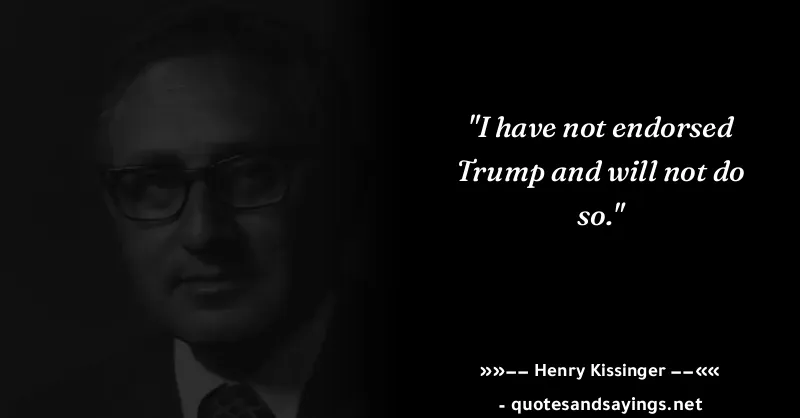 "I have not endorsed
Trump and will not do
so."
»»−− Henry Kissinger −−««
- quotesandsayings.net